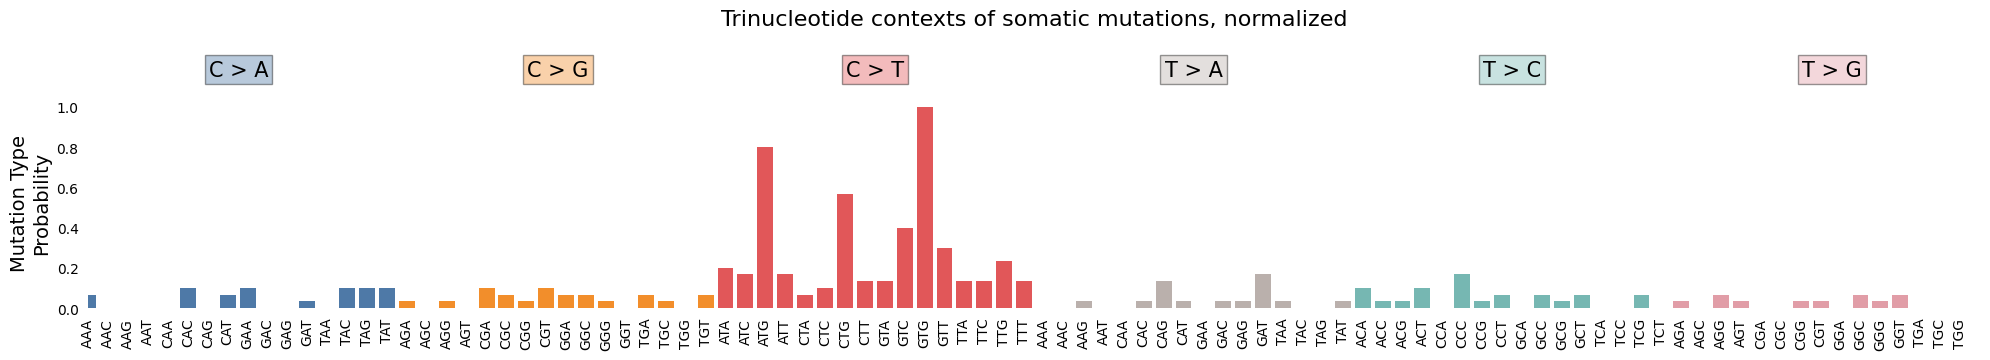 Trinucleotide contexts of somatic mutations, normalized
C > A C > G C > T T > A T > C T > G
Mutation Type
Probability
1.0
0.8
0.6
0.4
0.2
0.0
AAA AAC AAG AAT CAA CAC CAG CAT GAA GAC GAG GAT TAA TAC TAG TAT AGA AGC AGG AGT CGA CGC CGG CGT GGA GGC GGG GGT TGA TGC TGG TGT ATA ATC ATG ATT CTA CTC CTG CTT GTA GTC GTG GTT TTA TTC TTG TTT AAA AAC AAG AAT CAA CAC CAG CAT GAA GAC GAG GAT TAA TAC TAG TAT ACA ACC ACG ACT CCA CCC CCG CCT GCA GCC GCG GCT TCA TCC TCG TCT AGA AGC AGG AGT CGA CGC CGG CGT GGA GGC GGG GGT TGA TGC TGG